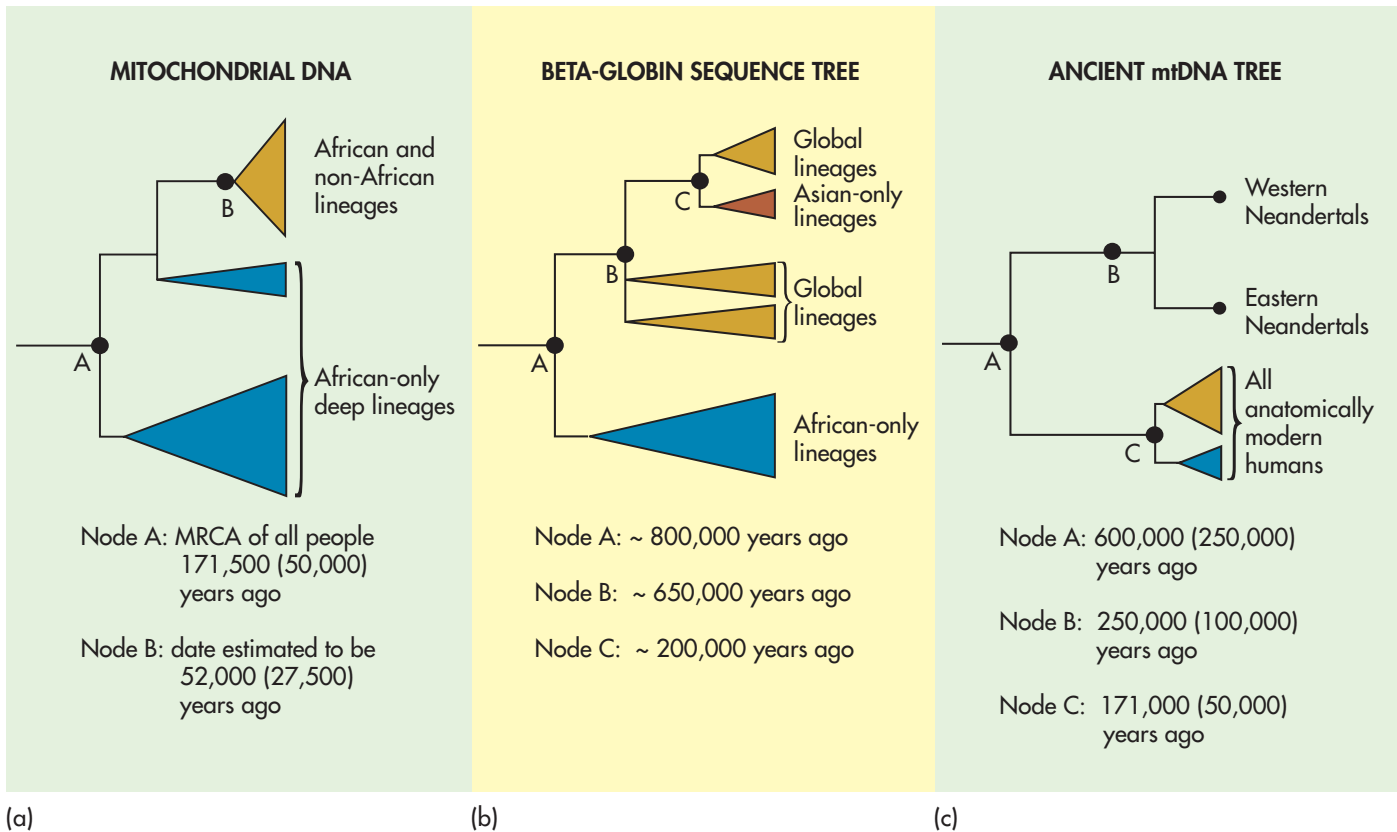 MITOCHONDRIAL DNA
African and
non-African
lineages
B
A
African-only
deep lineages
Node A: MRCA of all people
171,500 (50,000)
years ago
Node B: date estimated to be
52,000 (27,500)
years ago
(a)
BETA-GLOBIN SEQUENCE TREE
Global
lineages
C
Asian-only
lineages
B
Global
lineages
A
African-only
lineages
Node A: ~ 800,000 years ago
Node B: ~ 650,000 years ago
Node C: ~ 200,000 years ago
(b)
ANCIENT mtDNA TREE
Western
Neandertals
B
Eastern
Neandertals
A
All
anatomically
modern
humans
C
Node A: 600,000 (250,000)
years ago
Node B: 250,000 (100,000)
years ago
Node C: 171,000 (50,000)
years ago
(c)